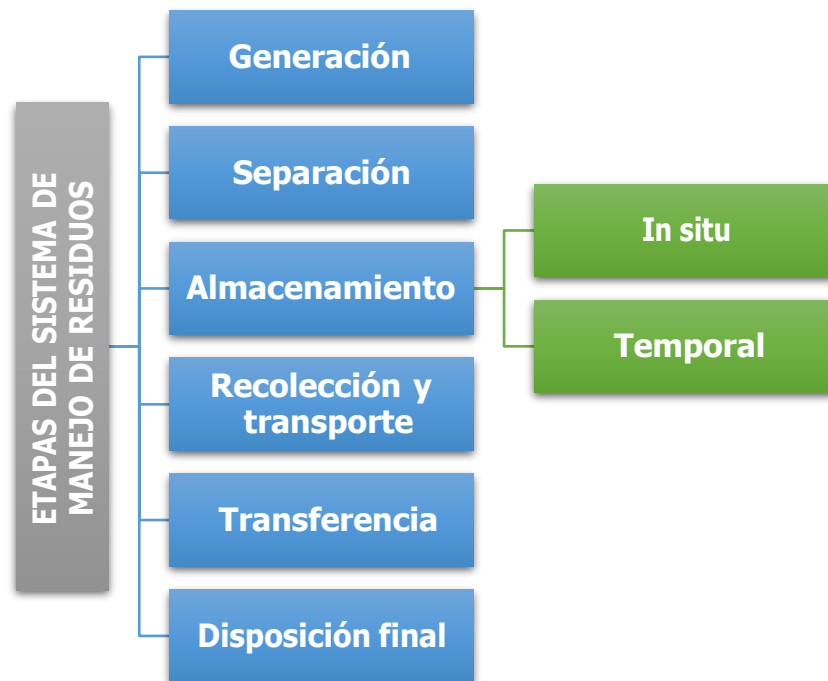 ETAPAS DEL SISTEMA DE
MANEJO DE RESIDUOS
Generación
Separación
Almacenamiento
In situ
Temporal
Recolección y
transporte
Transferencia
Disposición final